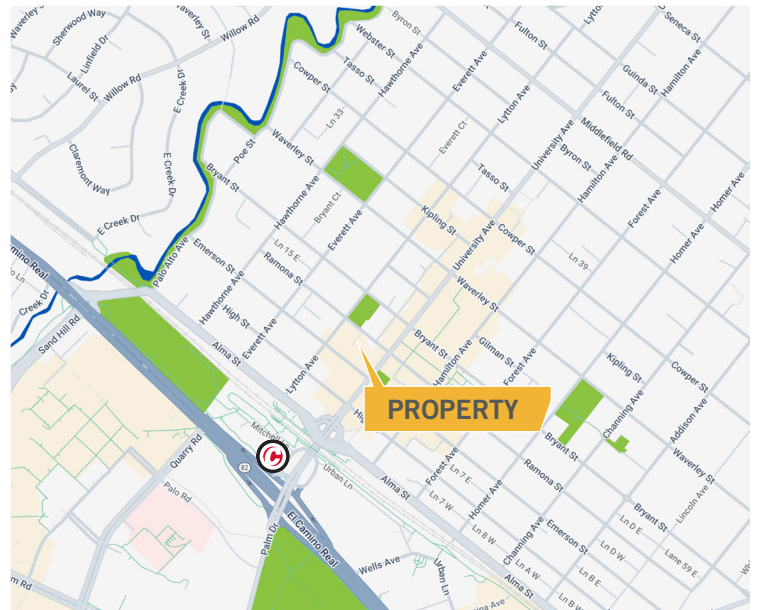 Waverley S
Sherwood Way
Linfield Dr
Laurel St
Willow Rd
Waverley St
Willow Rd
E Creek Dr
Byron St
Webster St
Tasso St
Hawthorne Ave
Cowper St
Ln 33
Everett Ave
Lytton Ave
Fulton St
Lytto
D Seneca St
Hamilton Ave
Guinda St
Fulton St
Middlefield Rd
University Ave
Byron St
Hamilton Ave
Everett Ct
Tasso St
Poe St
Waverley St
Claremont Way
E Creek Dr
Bryant St
Hawthorne Ave
Bryant Ct
Everett Ave
Homer Ave
Forest Ave
Homer Ave
Kipling St
University Ave
Cowper St
Ln 39
E Creek Dr
Palo Alto Ave
Emerson St
Ln 15 E
Ramona St
Hawthorne Ave
High St
Everett Ave
Waverley St
amino Real
Creek Dr
Sand Hill Rd
Alma St
Lytton Ave
Bryant St
Hamilton Ave
Gilman St
Forest Ave
Kipling St
Cowper St
Channing Ave
Addison Ave
PROPERTY
Hi
Mitchell Ln
C
Quarry Rd
82
Urban Ln
Alma St
Forest Ave
Ln 7 E
Bryant St
Waverley St
Ramona St
Homer Ave
Ln 7 W
Lincoln Ave
Bryant St
Palo Rd
Palm Dr
El Camino Real
Ln 8 W
Channing Ave
Emerson St
Ln D E
Ln D W
Lane 59 E
Wells Ave
Urban Ln
Ln A W
Ln B E
Ln B W
Alma St
m Rd